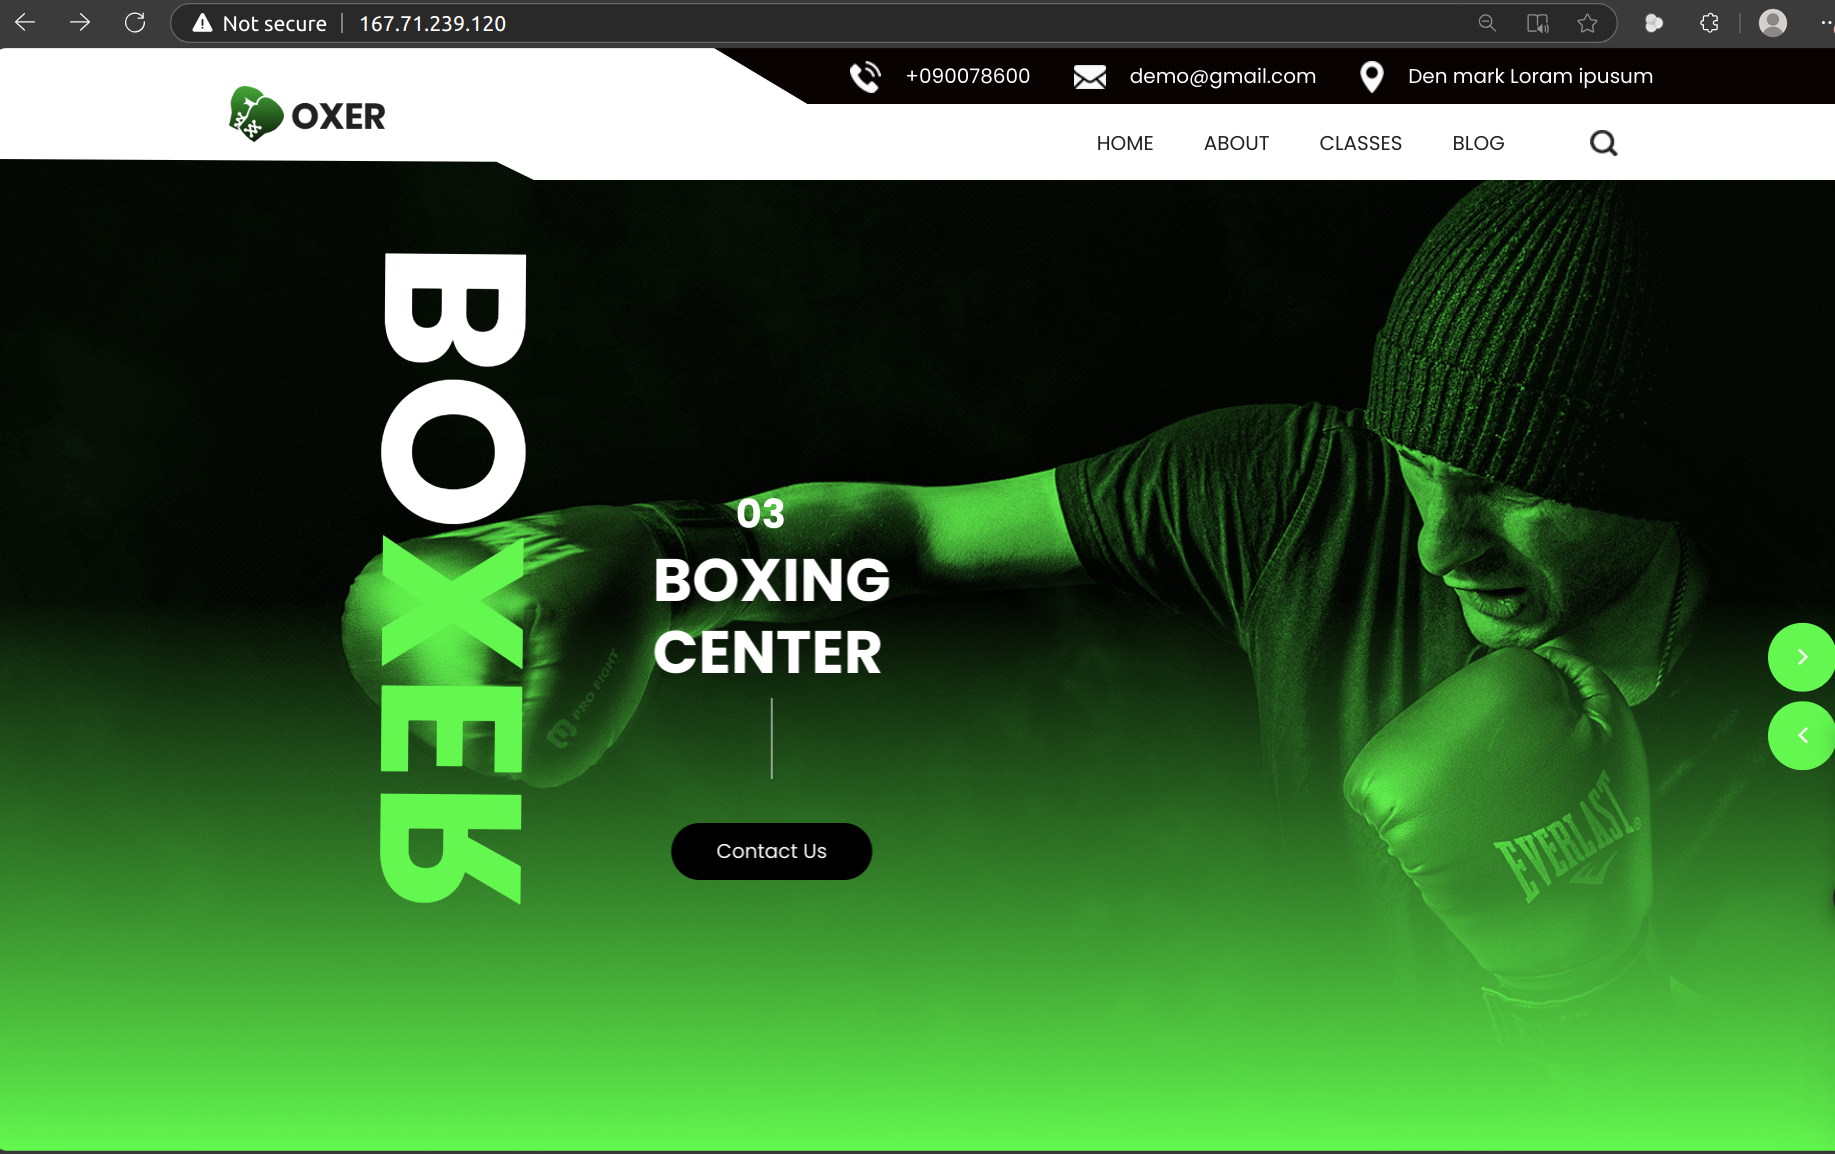 Not secure | 167.71.239.120
+090078600
demo@gmail.com
Den mark Loram ipusum
OXER
HOME
ABOUT
CLASSES
BLOG
BOXER
03
BOXING
CENTER
PRO FIGHT
Contact Us
EVERLAST